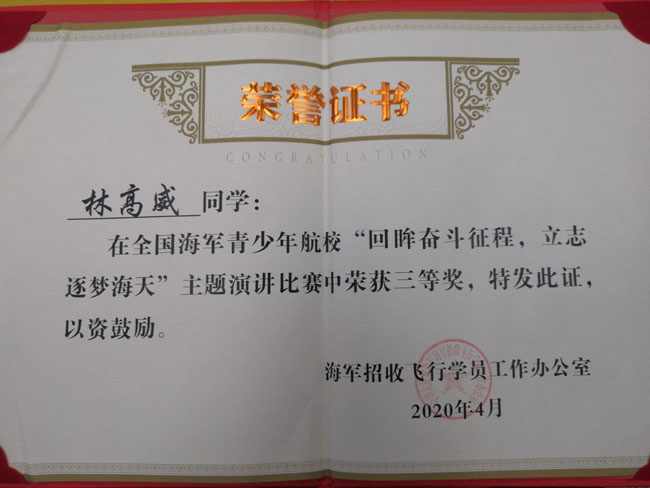 荣誉证书
CONGRATULATION
林高威 同学：
在全国海军青少年航校“回眸奋斗征程，立志
逐梦海天”主题演讲比赛中荣获三等奖，特发此证，
以资鼓励。
海军招收飞行学员工作办公室
2020年4月